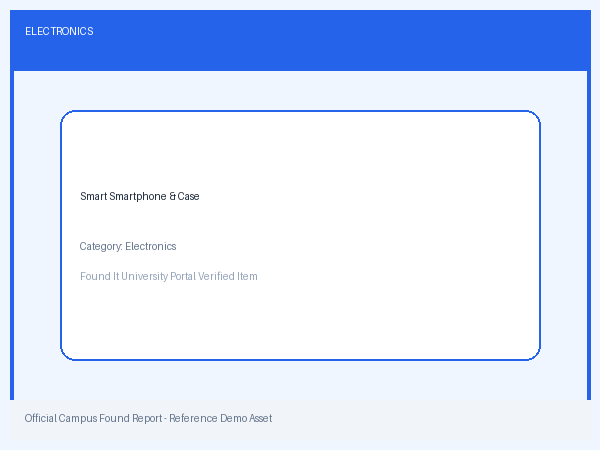 ELECTRONICS
Smart Smartphone & Case
Category: Electronics
Found It University Portal Verified Item
Official Campus Found Report - Reference Demo Asset